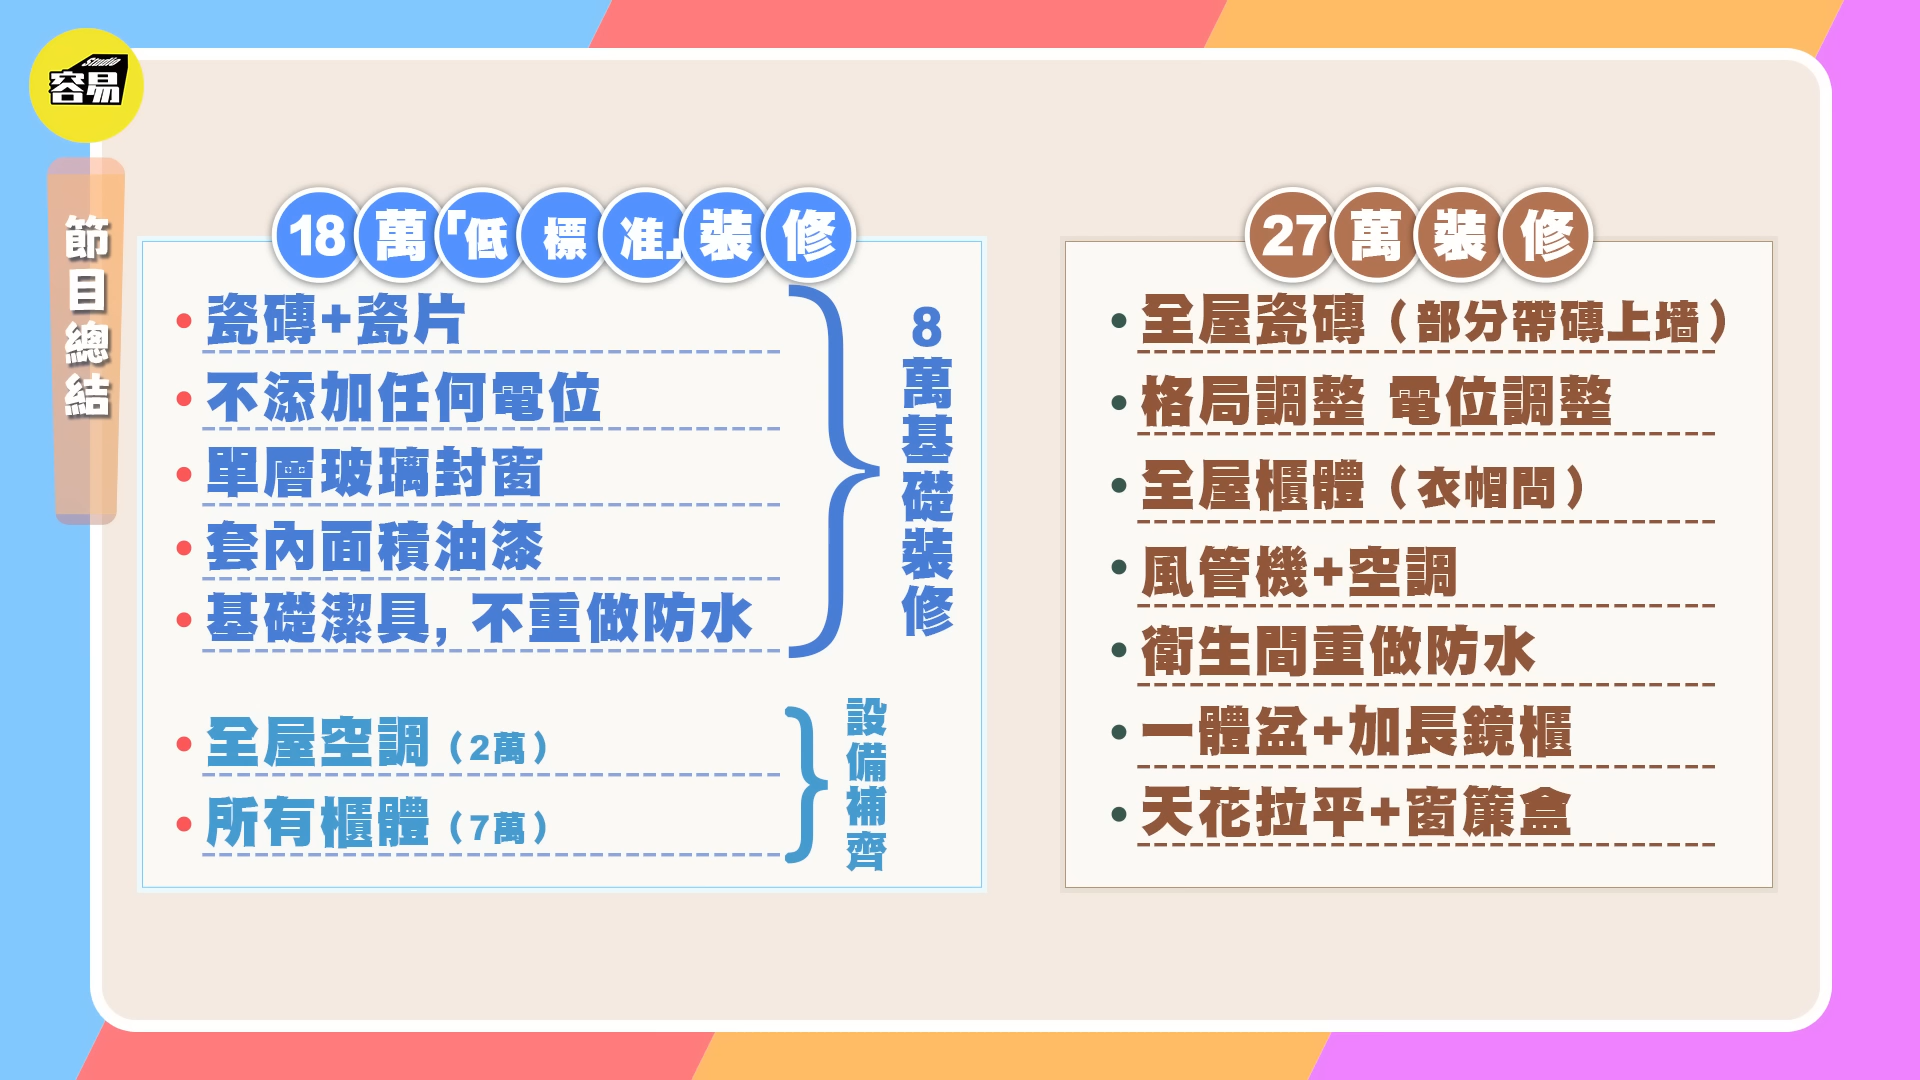 Studio
容易
節目總結
18萬「低標准」裝修
瓷磚+瓷片
不添加任何電位
單層玻璃封窗
套內面積油漆
基礎潔具, 不重做防水
8萬基礎裝修
全屋空調（2萬）
所有櫃體（7萬）
設備補齊
27萬裝修
全屋瓷磚（部分帶磚上墻）
格局調整 電位調整
全屋櫃體（衣帽間）
風管機+空調
衛生間重做防水
一體盆+加長鏡櫃
天花拉平+窗簾盒